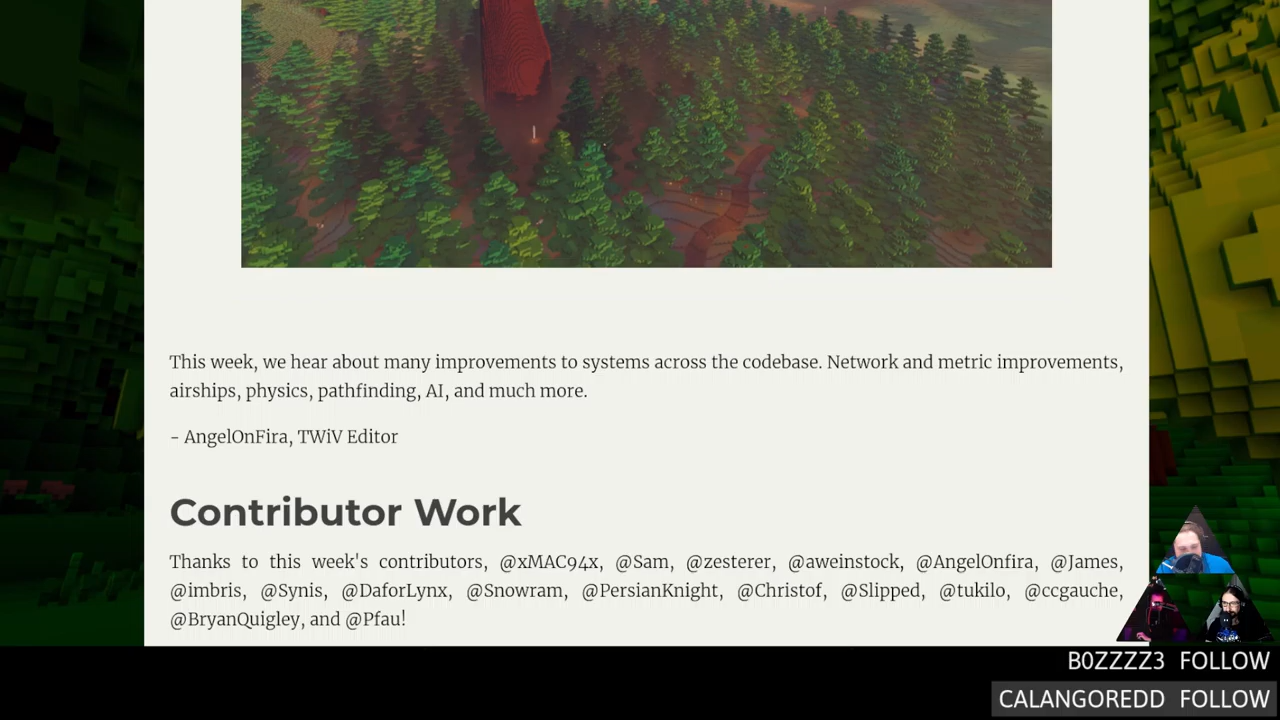 This week, we hear about many improvements to systems across the codebase. Network and metric improvements,
airships, physics, pathfinding, AI, and much more.
- AngelOnFira, TWiV Editor
Contributor Work
Thanks to this week's contributors, @xMAC94x, @Sam, @zesterer, @aweinstock, @AngelOnfira, @James,
@imbris, @Synis, @DaforLynx, @Snowram, @PersianKnight, @Christof, @Slipped, @tukilo, @ccgauche,
@BryanQuigley, and @Pfau!
B0ZZZZ3 FOLLOW
CALANGOREDD FOLLOW